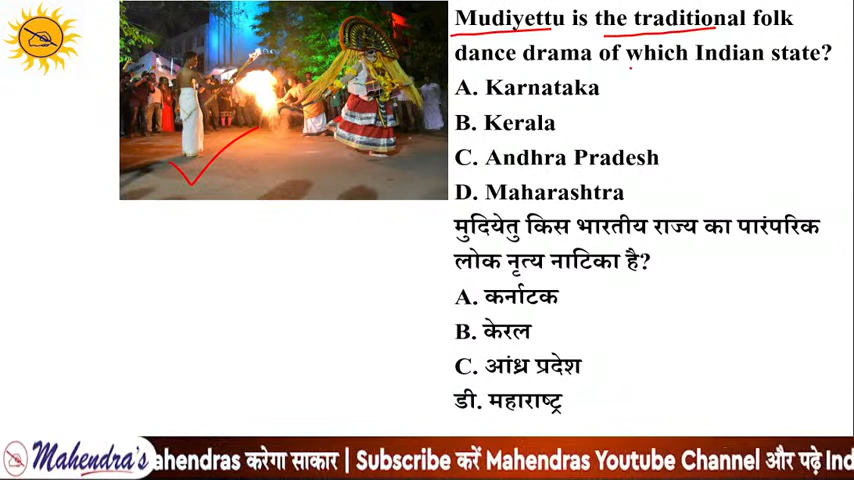 Mudiyettu is the traditional folk
dance drama of which Indian state?
A. Karnataka
B. Kerala
C. Andhra Pradesh
D. Maharashtra
मुदियेतु किस भारतीय राज्य का पारंपरिक
लोक नृत्य नाटिका है?
A. कर्नाटक
B. केरल
C. आंध्र प्रदेश
डी. महाराष्ट्र
Mahendra's
ahendras करेगा साकार | Subscribe करें Mahendras Youtube Channel और पढ़े Ind